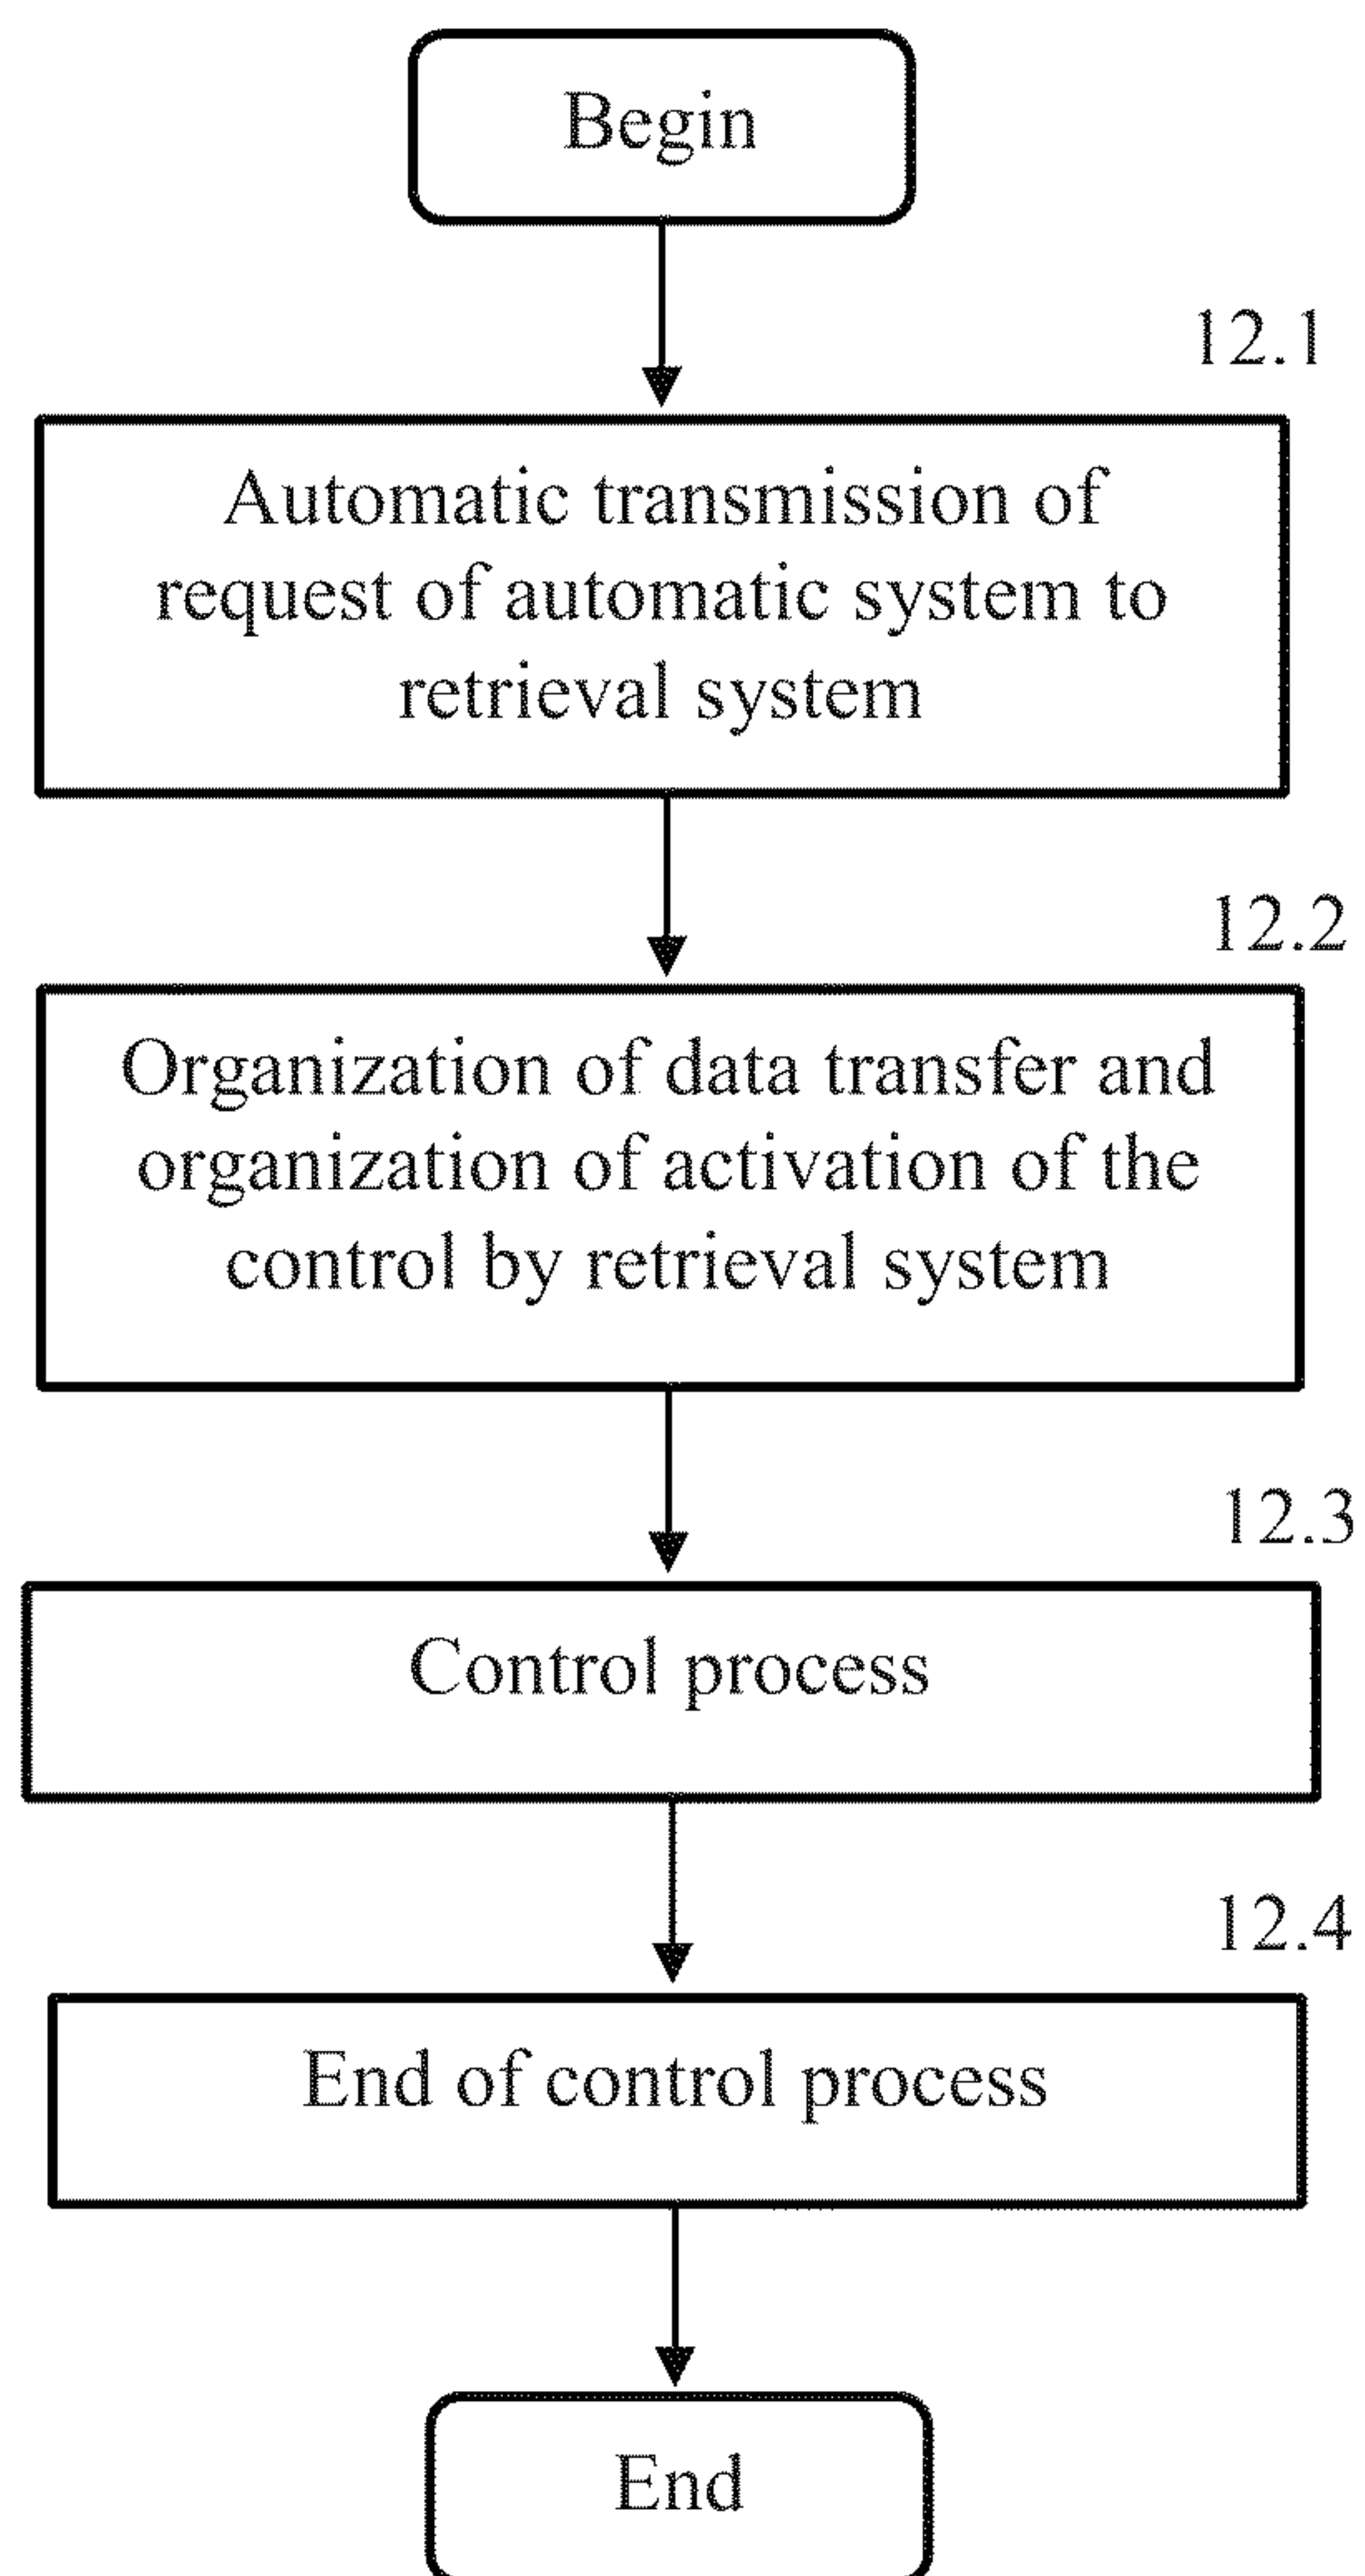 Begin
12.1
Automatic transmission of
request of automatic system to
retrieval system
12.2
Organization of data transfer and
organization of activation of the
control by retrieval system
12.3
Control process
12.4
End of control process
End